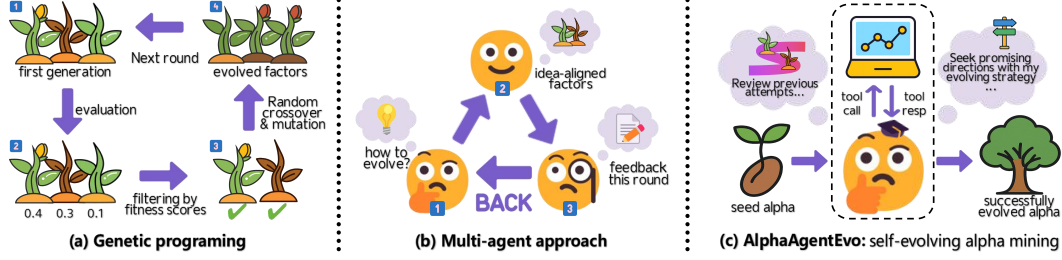 1
4
first generation
Next round
evolved factors
evaluation
Random
crossover
& mutation
2
3
0.4 0.3 0.1
filtering by
fitness scores
(a) Genetic programing
2
idea-aligned
factors
how to
evolve?
feedback
this round
1
BACK
3
(b) Multi-agent approach
Review previous
attempts...
Seek promising
directions with my
evolving strategy
...
tool
call
tool
resp
seed alpha
successfully
evolved alpha
(c) AlphaAgentEvo: self-evolving alpha mining